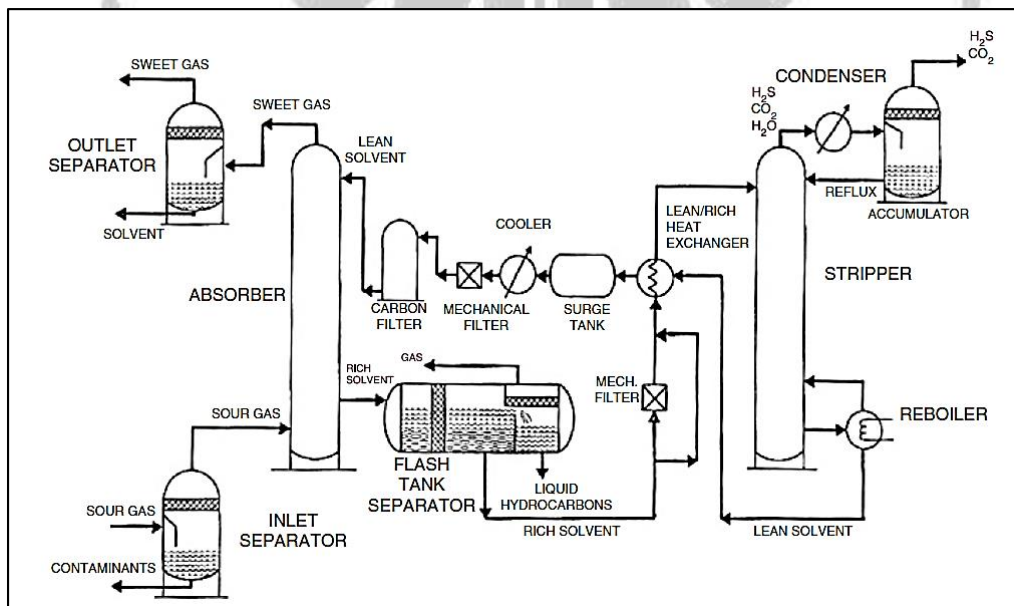 SWEET GAS
OUTLET
SEPARATOR
SOLVENT
SWEET GAS
LEAN
SOLVENT
ABSORBER
CARBON
FILTER
MECHANICAL
FILTER
COOLER
SURGE
TANK
LEAN/RICH
HEAT
EXCHANGER
H2S
CO2
H2O
CONDENSER
H2S
CO2
REFLUX
ACCUMULATOR
STRIPPER
REBOILER
LEAN SOLVENT
MECH.
FILTER
RICH
SOLVENT
GAS
FLASH
TANK
SEPARATOR
LIQUID
HYDROCARBONS
RICH SOLVENT
SOUR GAS
SOUR GAS
INLET
SEPARATOR
CONTAMINANTS